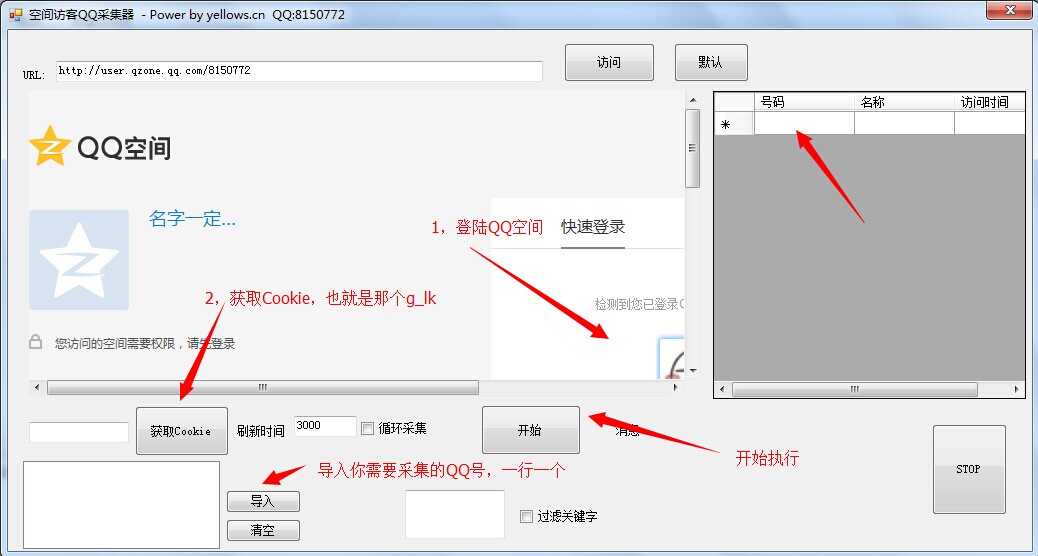 空间访客QQ采集器 - Power by yellows.cn QQ:8150772
URL: http://user.qzone.qq.com/8150772
访问
默认
QQ空间
名字一定...
1，登陆QQ空间
快速登录
检测到您已登录
2，获取Cookie，也就是那个g_lk
您访问的空间需要权限，请先登录
号码 名称 访问时间
*
获取Cookie
刷新时间 3000
循环采集
开始
消息
开始执行
STOP
导入你需要采集的QQ号，一行一个
导入
清空
过滤关键字